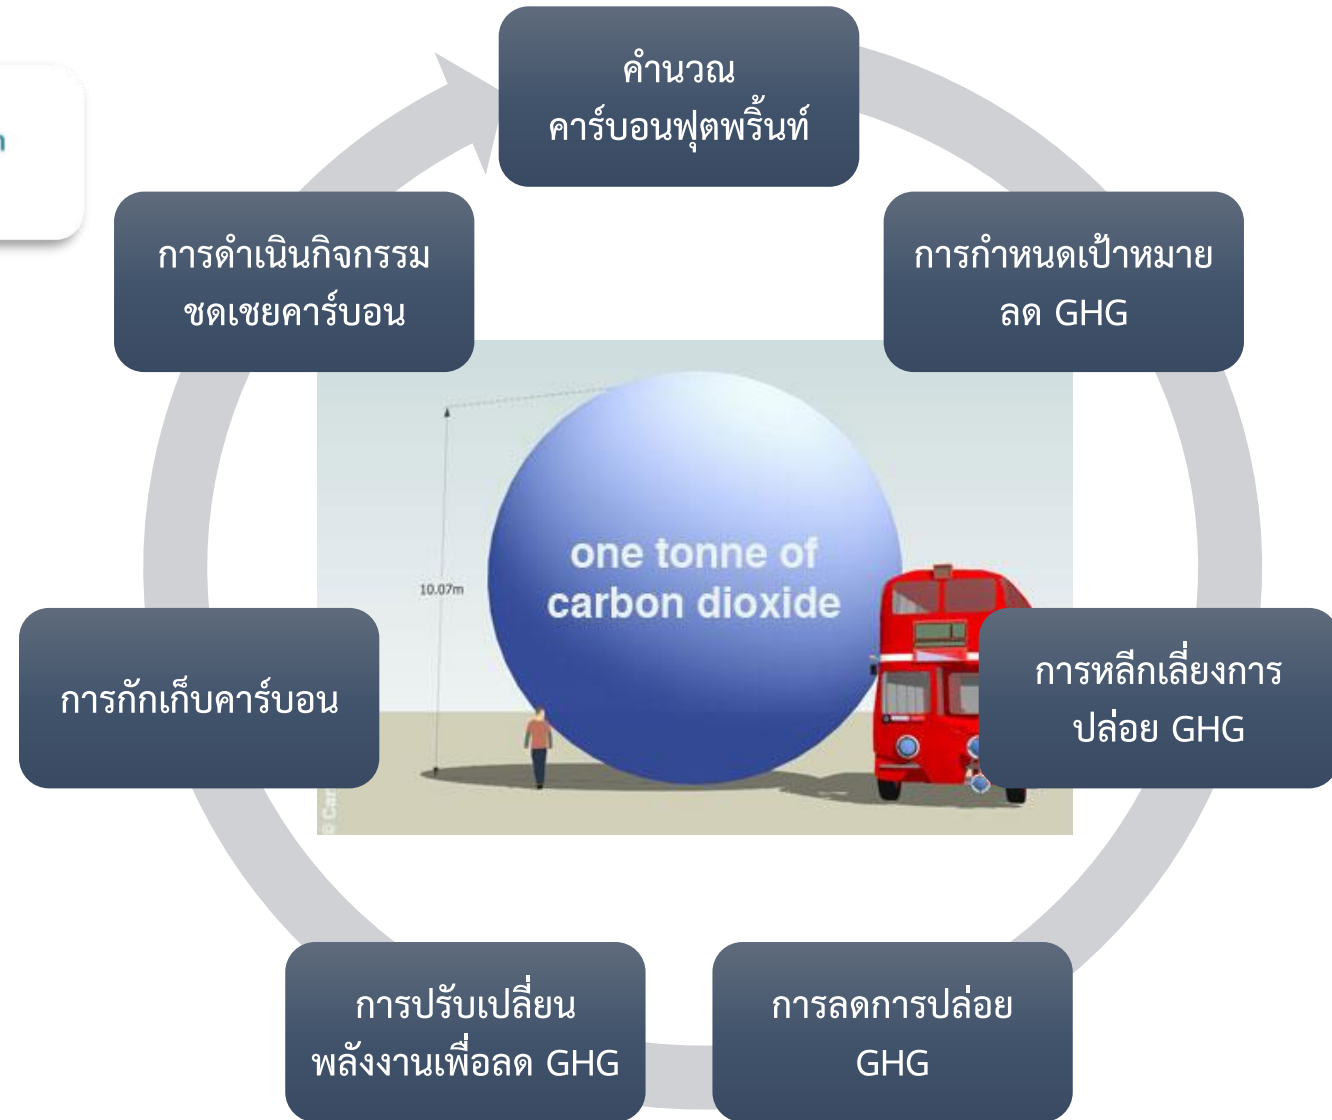 คำนวณ
คาร์บอนฟุตพริ้นท์
การกำหนดเป้าหมาย
ลด GHG
การหลีกเลี่ยงการ
ปล่อย GHG
การลดการปล่อย
GHG
การปรับเปลี่ยน
พลังงานเพื่อลด GHG
การกักเก็บคาร์บอน
การดำเนินกิจกรรม
ชดเชยคาร์บอน
one tonne of
carbon dioxide
10.07m